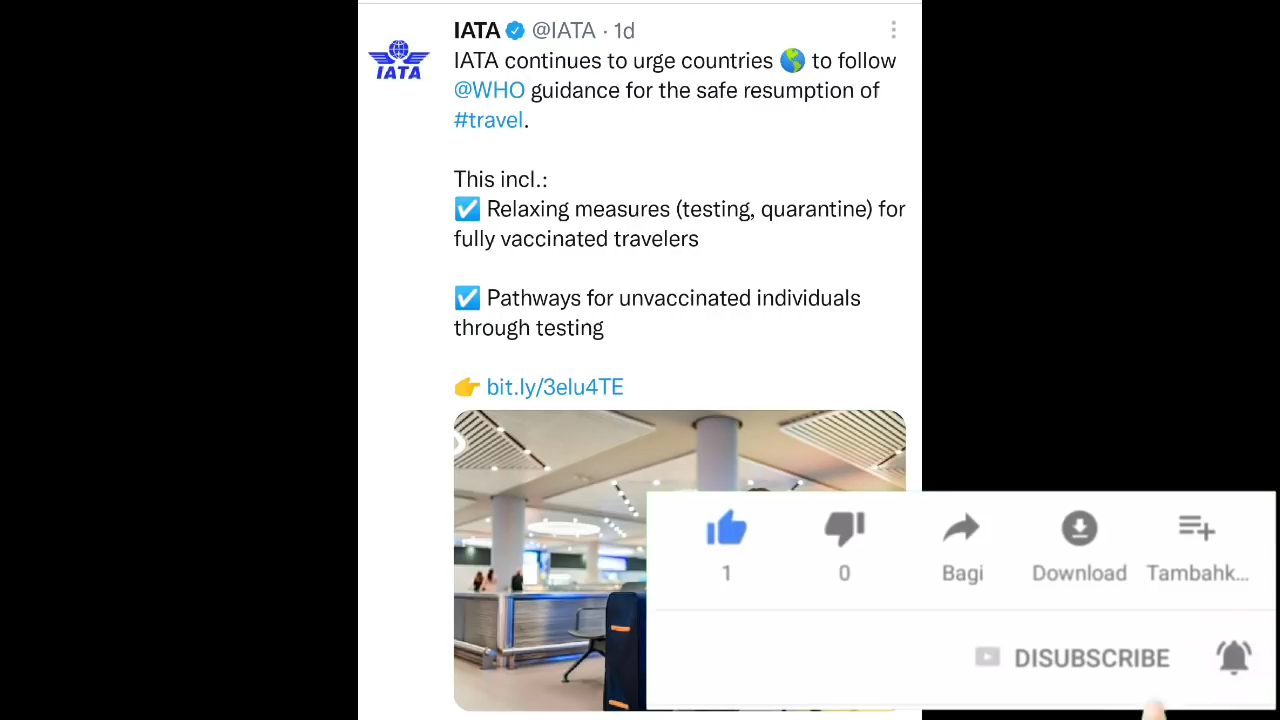 IATA @IATA · 1d
IATA
IATA continues to urge countries 🌎 to follow
@WHO guidance for the safe resumption of
#travel.
This incl.:
☑️ Relaxing measures (testing, quarantine) for
fully vaccinated travelers
☑️ Pathways for unvaccinated individuals
through testing
👉 bit.ly/3elu4TE
1
0
Bagi
Download
Tambahk...
DISUBSCRIBE